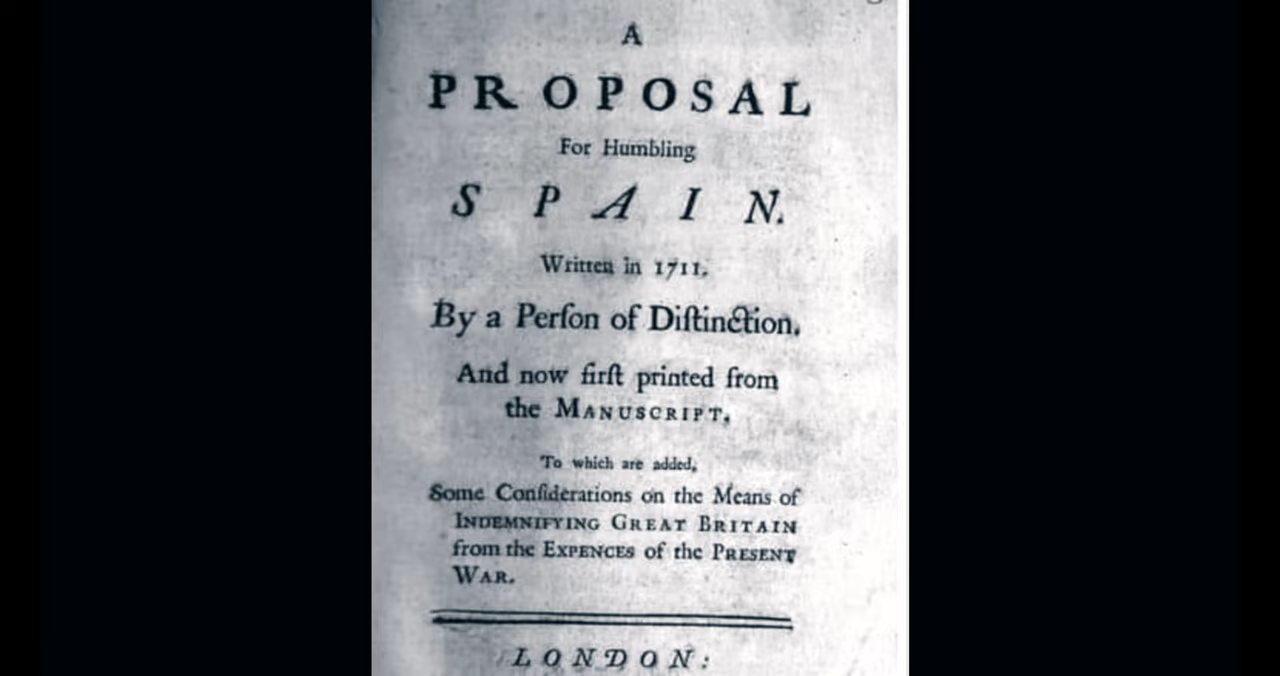 A
PROPOSAL
For Humbling
SPAIN.
Written in 1711.
By a Perſon of Diſtinction.
And now firſt printed from
the MANUSCRIPT.
To which are added,
Some Conſiderations on the Means of
INDEMNIFYING GREAT BRITAIN
from the EXPENCES of the PRESENT
WAR.
LONDON: